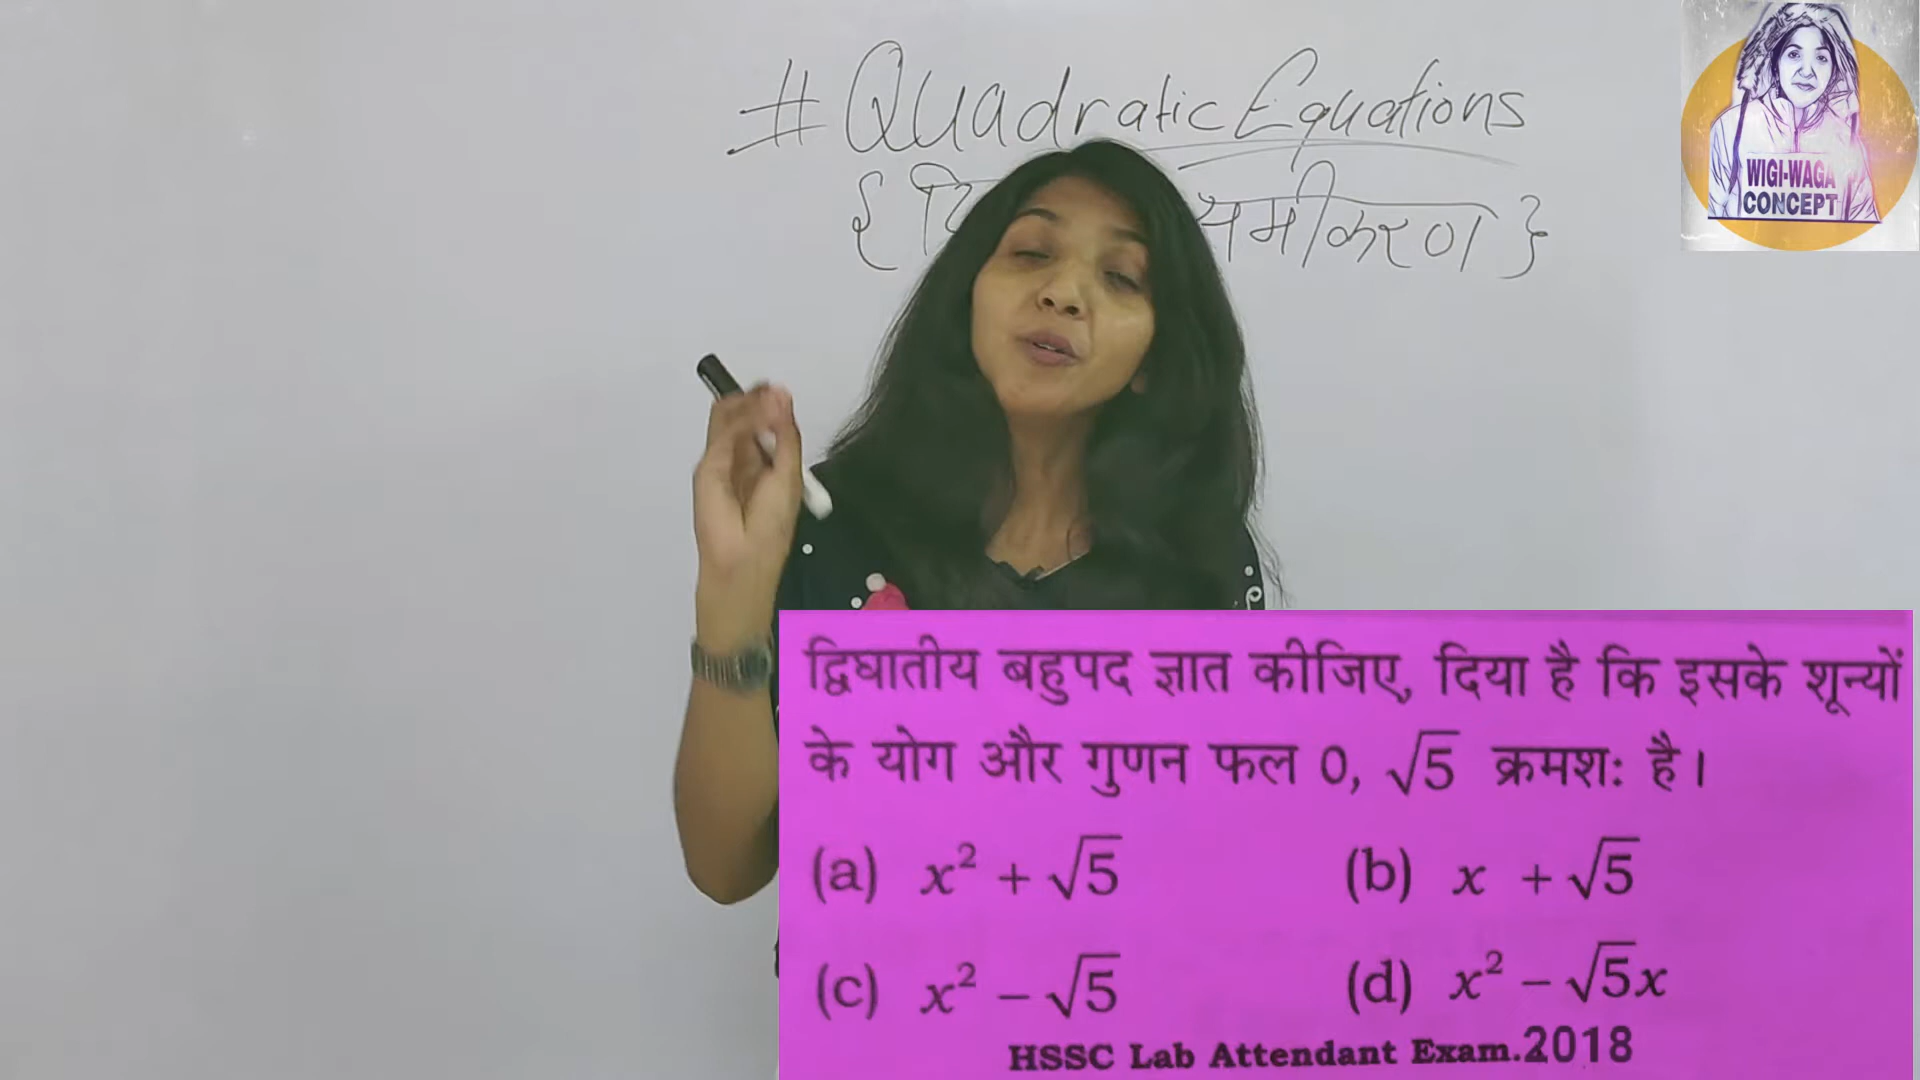 # Quadratic Equations
{ समीकरण }
WIGI-WAGA
CONCEPT
द्विघातीय बहुपद ज्ञात कीजिए, दिया है कि इसके शून्यों
के योग और गुणन फल 0, √5 क्रमशः है।
(a) x² + √5 (b) x + √5
(c) x² − √5 (d) x² − √5x
HSSC Lab Attendant Exam.2018